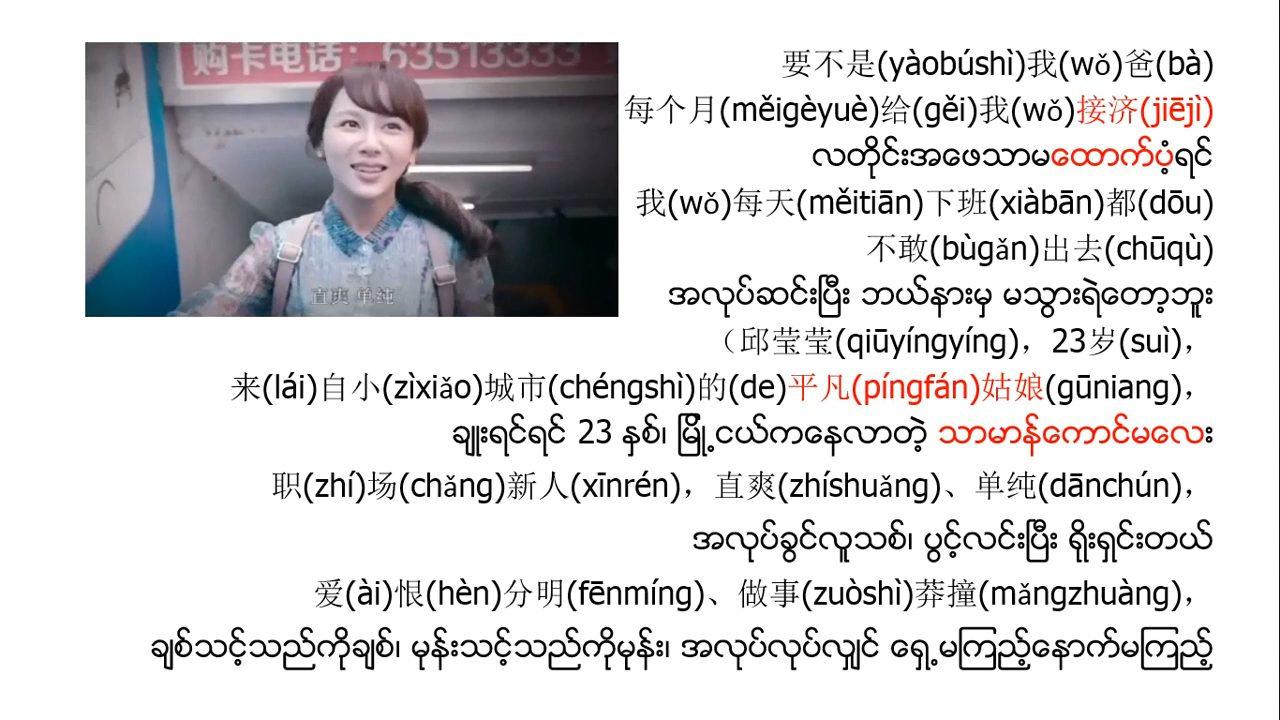 购卡电话：63513333
直爽 单纯
要不是(yàobúshì)我(wǒ)爸(bà)
每个月(měigèyuè)给(gěi)我(wǒ)接济(jiējì)
လတိုင်းအဖေသာမထောက်ပံ့ရင်
我(wǒ)每天(měitiān)下班(xiàbān)都(dōu)
不敢(bùgǎn)出去(chūqù)
အလုပ်ဆင်းပြီး ဘယ်နားမှ မသွားရဲတော့ဘူး
（邱莹莹(qiūyíngyíng)，23岁(suì)，
来(lái)自小(zìxiǎo)城市(chéngshì)的(de)平凡(píngfán)姑娘(gūniang)，
ချူးရင်ရင် 23 နှစ်၊ မြို့ငယ်ကနေလာတဲ့ သာမာန်ကောင်မလေး
职(zhí)场(chǎng)新人(xīnrén)，直爽(zhíshuǎng)、单纯(dānchún)，
အလုပ်ခွင်လူသစ်၊ ပွင့်လင်းပြီး ရိုးရှင်းတယ်
爱(ài)恨(hèn)分明(fēnmíng)、做事(zuòshì)莽撞(mǎngzhuàng)，
ချစ်သင့်သည်ကိုချစ်၊ မုန်းသင့်သည်ကိုမုန်း၊ အလုပ်လုပ်လျှင် ရှေ့မကြည့်နောက်မကြည့်